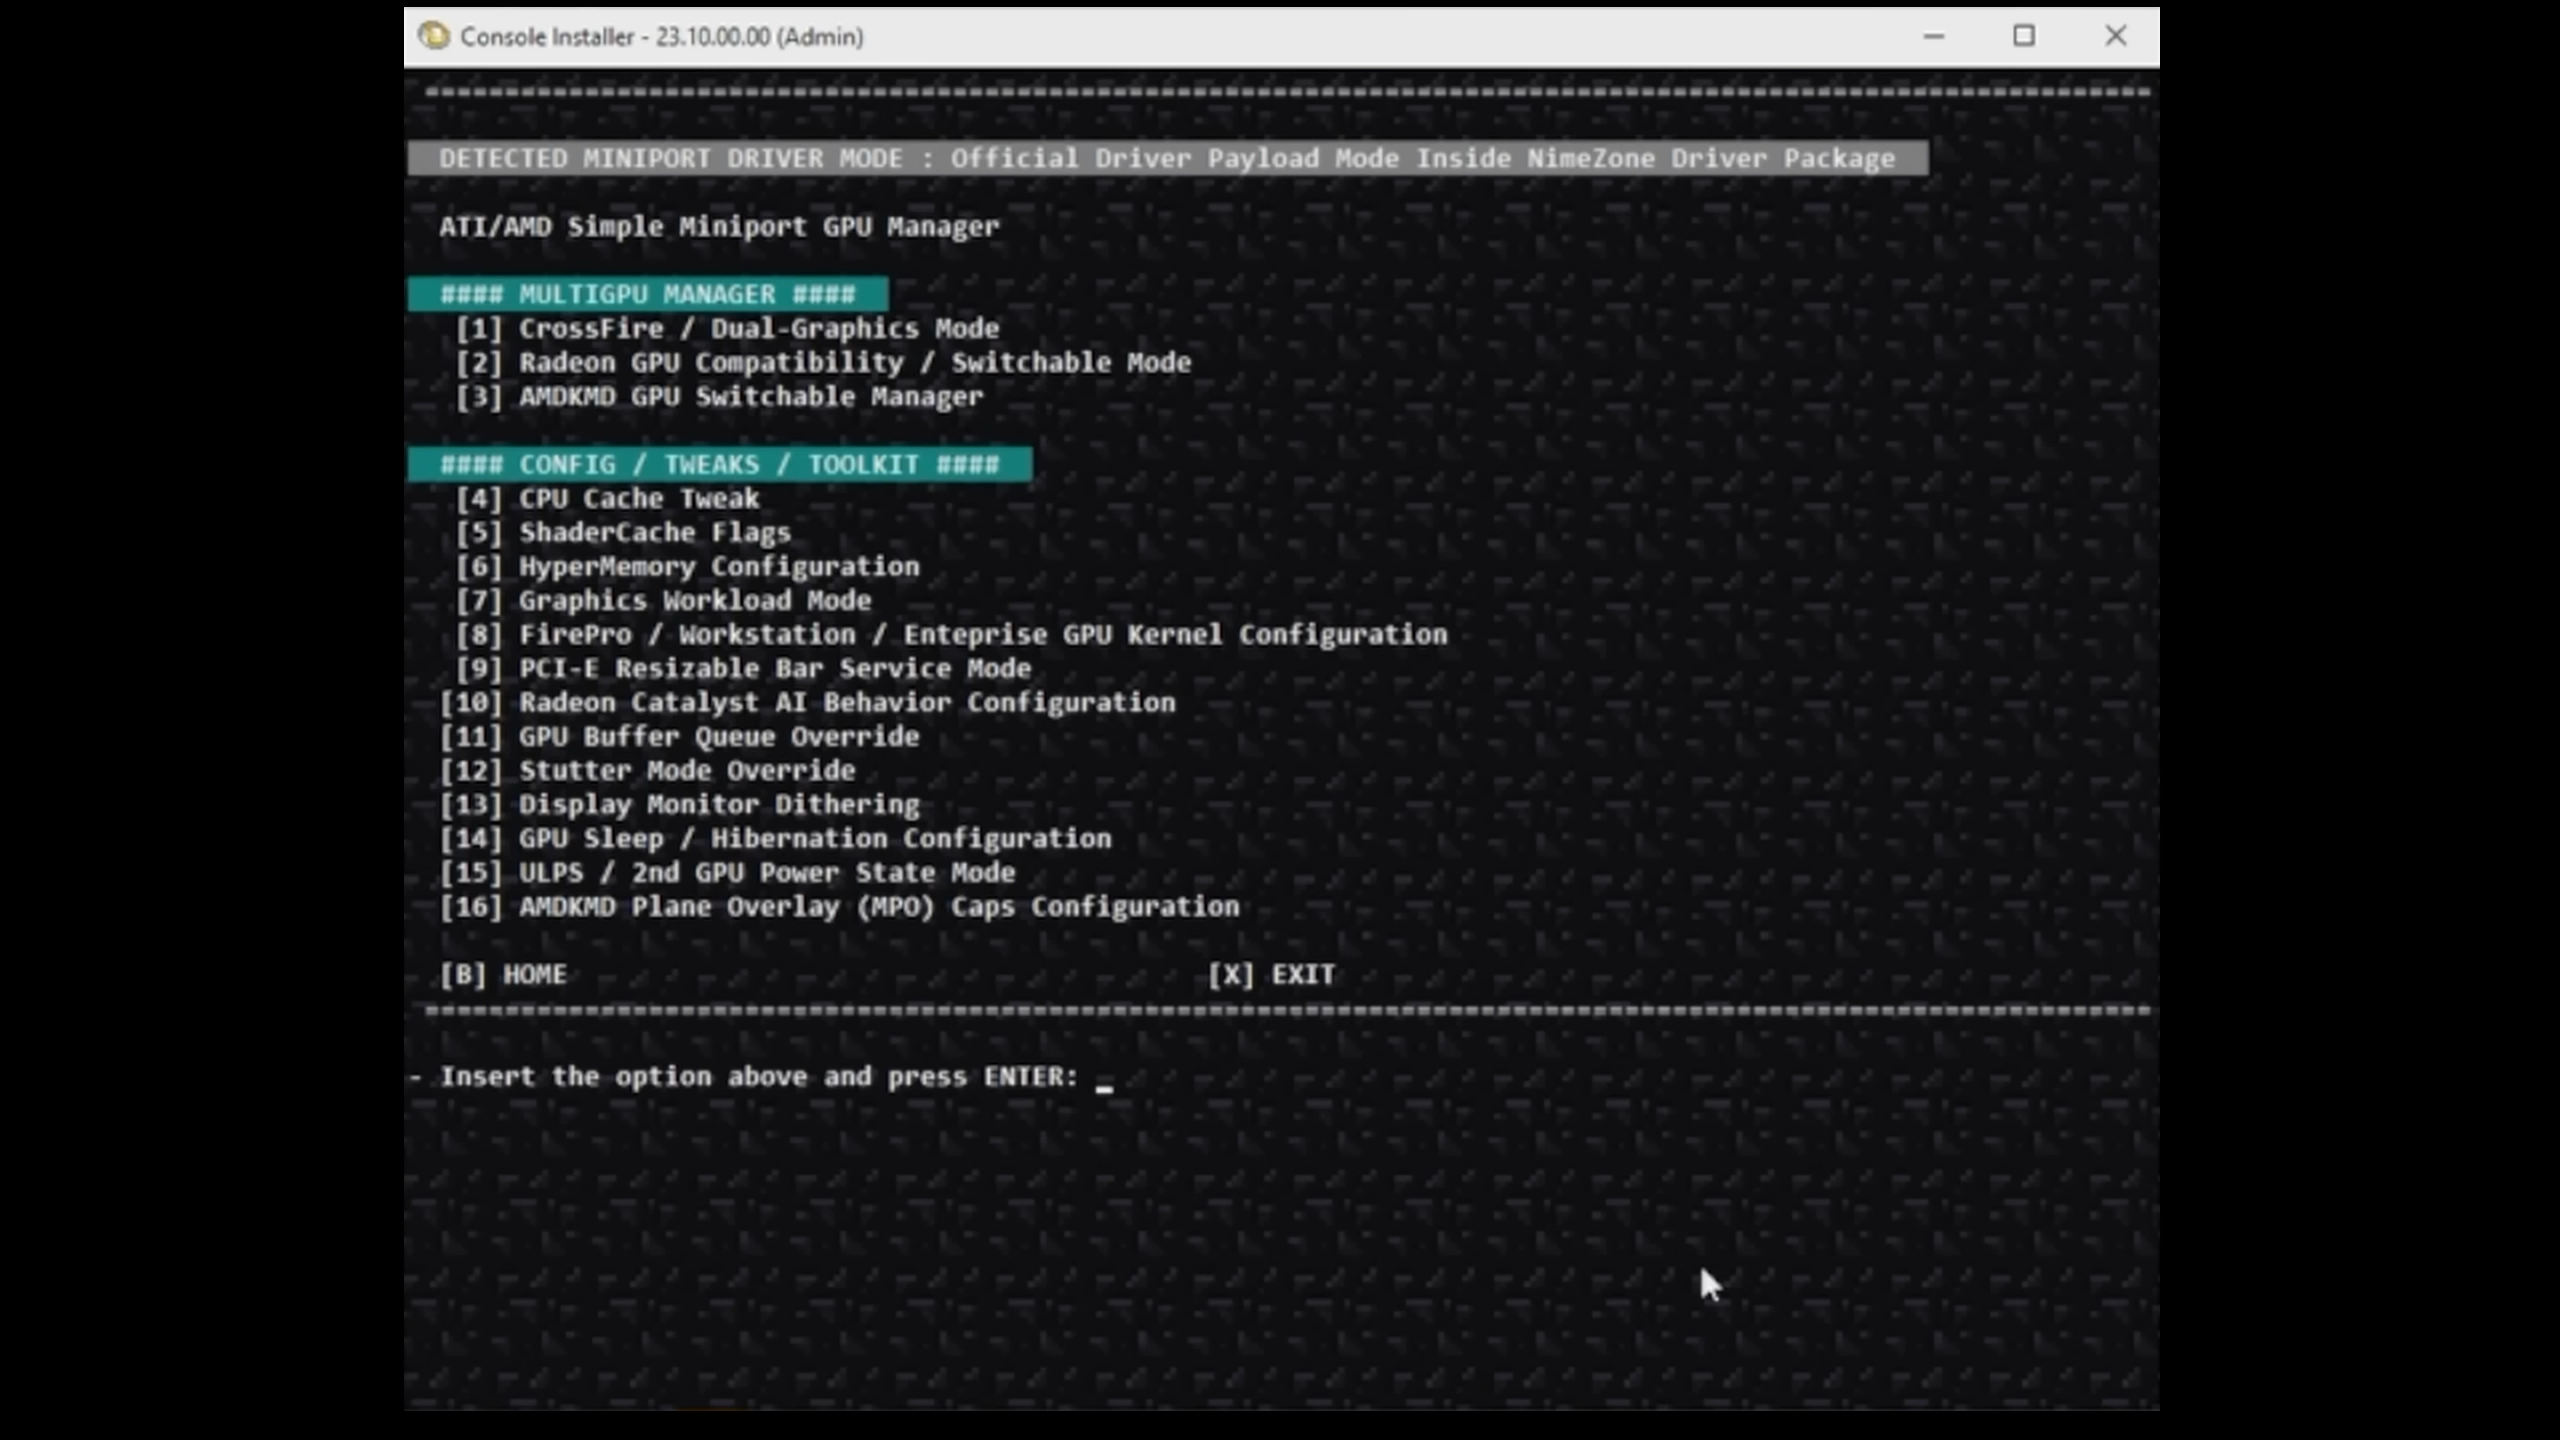 Console Installer - 23.10.00.00 (Admin)
DETECTED MINIPORT DRIVER MODE : Official Driver Payload Mode Inside NimeZone Driver Package
ATI/AMD Simple Miniport GPU Manager
#### MULTIGPU MANAGER ####
[1] CrossFire / Dual-Graphics Mode
[2] Radeon GPU Compatibility / Switchable Mode
[3] AMDKMD GPU Switchable Manager
#### CONFIG / TWEAKS / TOOLKIT ####
[4] CPU Cache Tweak
[5] ShaderCache Flags
[6] HyperMemory Configuration
[7] Graphics Workload Mode
[8] FirePro / Workstation / Enteprise GPU Kernel Configuration
[9] PCI-E Resizable Bar Service Mode
[10] Radeon Catalyst AI Behavior Configuration
[11] GPU Buffer Queue Override
[12] Stutter Mode Override
[13] Display Monitor Dithering
[14] GPU Sleep / Hibernation Configuration
[15] ULPS / 2nd GPU Power State Mode
[16] AMDKMD Plane Overlay (MPO) Caps Configuration
[B] HOME [X] EXIT
- Insert the option above and press ENTER: _